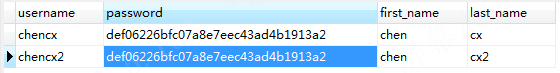 username password first_name last_name
chencx def06226bfc07a8e7eec43ad4b1913a2 chen cx
chencx2 def06226bfc07a8e7eec43ad4b1913a2 chen cx2